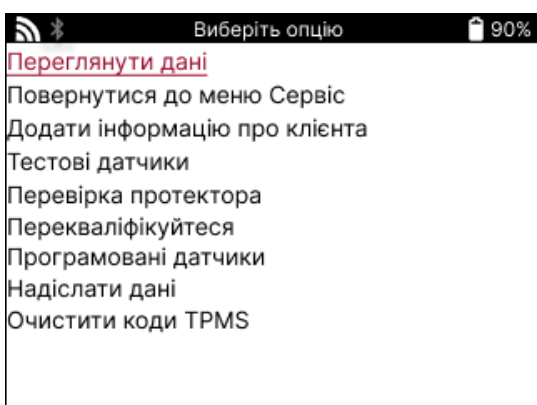 Виберіть опцію 90%
Переглянути дані
Повернутися до меню Сервіс
Додати інформацію про клієнта
Тестові датчики
Перевірка протектора
Перекваліфікуйтеся
Програмовані датчики
Надіслати дані
Очистити коди TPMS